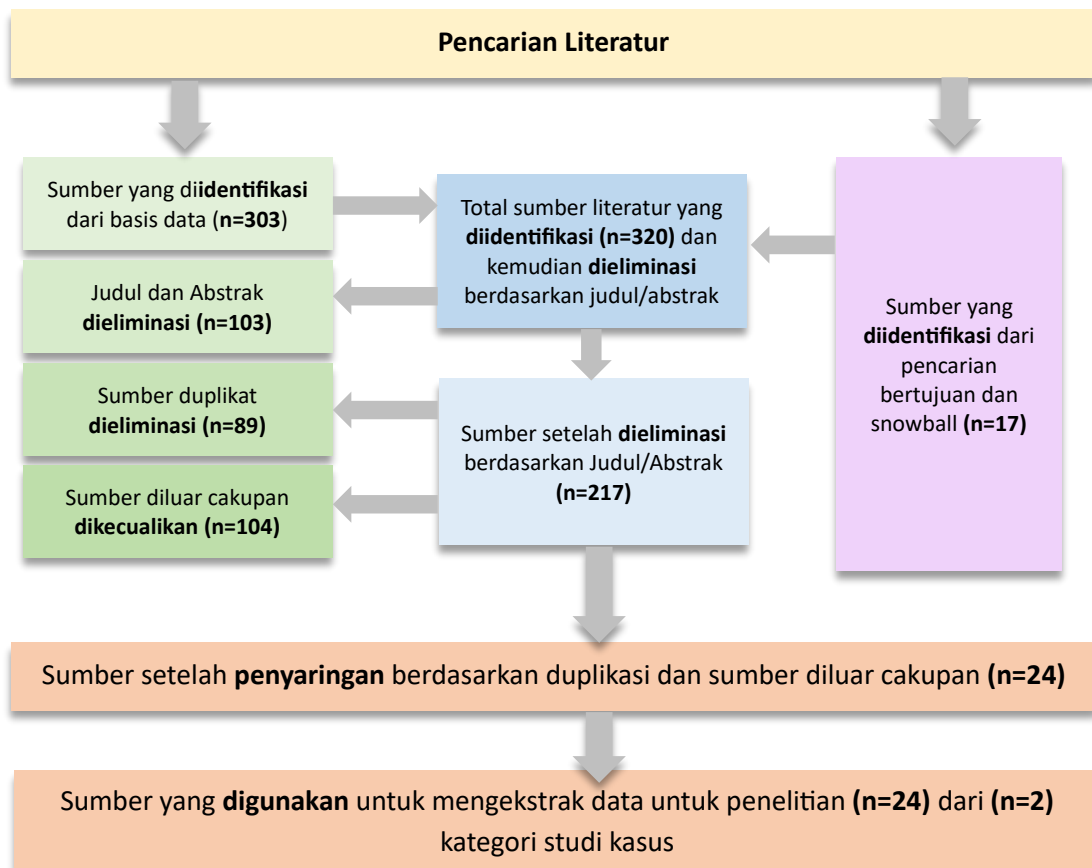 Pencarian Literatur
Sumber yang diidentifikasi
dari basis data (n=303)
Total sumber literatur yang
diidentifikasi (n=320) dan
kemudian dieliminasi
berdasarkan judul/abstrak
Sumber yang
diidentifikasi dari
pencarian
bertujuan dan
snowball (n=17)
Judul dan Abstrak
dieliminasi (n=103)
Sumber duplikat
dieliminasi (n=89)
Sumber setelah dieliminasi
berdasarkan Judul/Abstrak
(n=217)
Sumber diluar cakupan
dikecualikan (n=104)
Sumber setelah penyaringan berdasarkan duplikasi dan sumber diluar cakupan (n=24)
Sumber yang digunakan untuk mengekstrak data untuk penelitian (n=24) dari (n=2)
kategori studi kasus